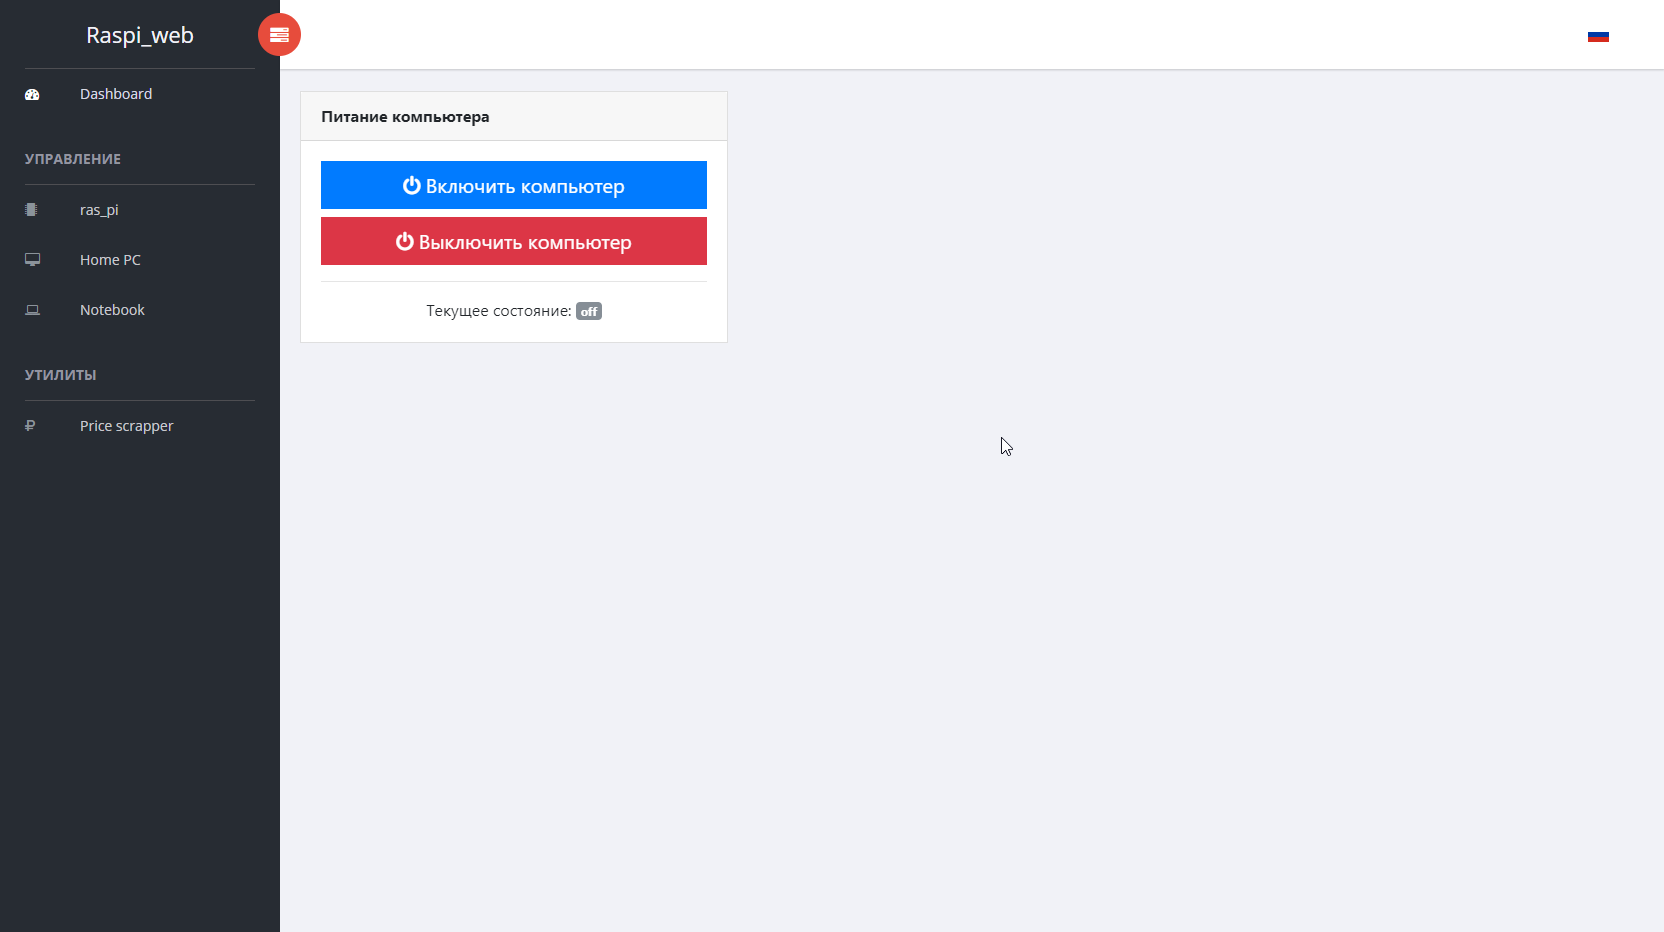 Raspi_web
Dashboard
УПРАВЛЕНИЕ
ras_pi
Home PC
Notebook
УТИЛИТЫ
Price scrapper
Питание компьютера
Включить компьютер
Выключить компьютер
Текущее состояние: off